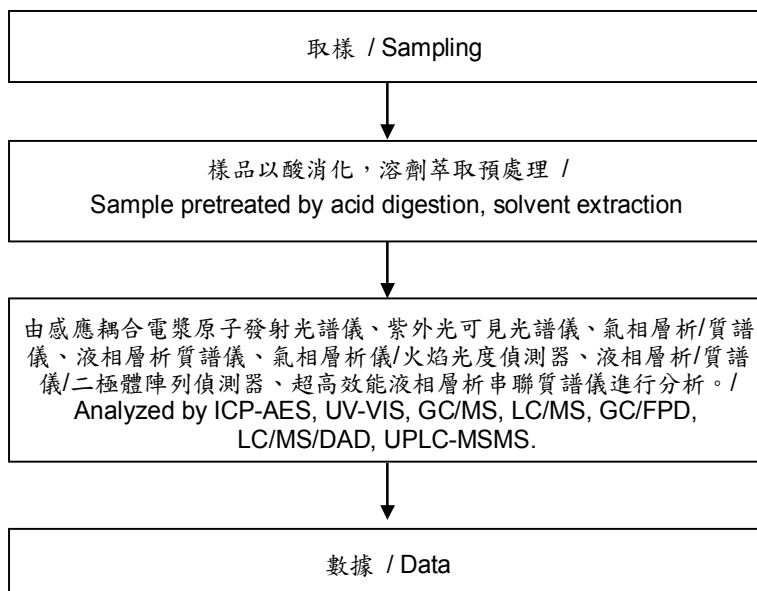 取樣 / Sampling
樣品以酸消化，溶劑萃取預處理 /
Sample pretreated by acid digestion, solvent extraction
由感應耦合電漿原子發射光譜儀、紫外光可見光譜儀、氣相層析/質譜
儀、液相層析質譜儀、氣相層析儀/火焰光度偵測器、液相層析/質譜
儀/二極體陣列偵測器、超高效能液相層析串聯質譜儀進行分析。/
Analyzed by ICP-AES, UV-VIS, GC/MS, LC/MS, GC/FPD,
LC/MS/DAD, UPLC-MSMS.
數據 / Data